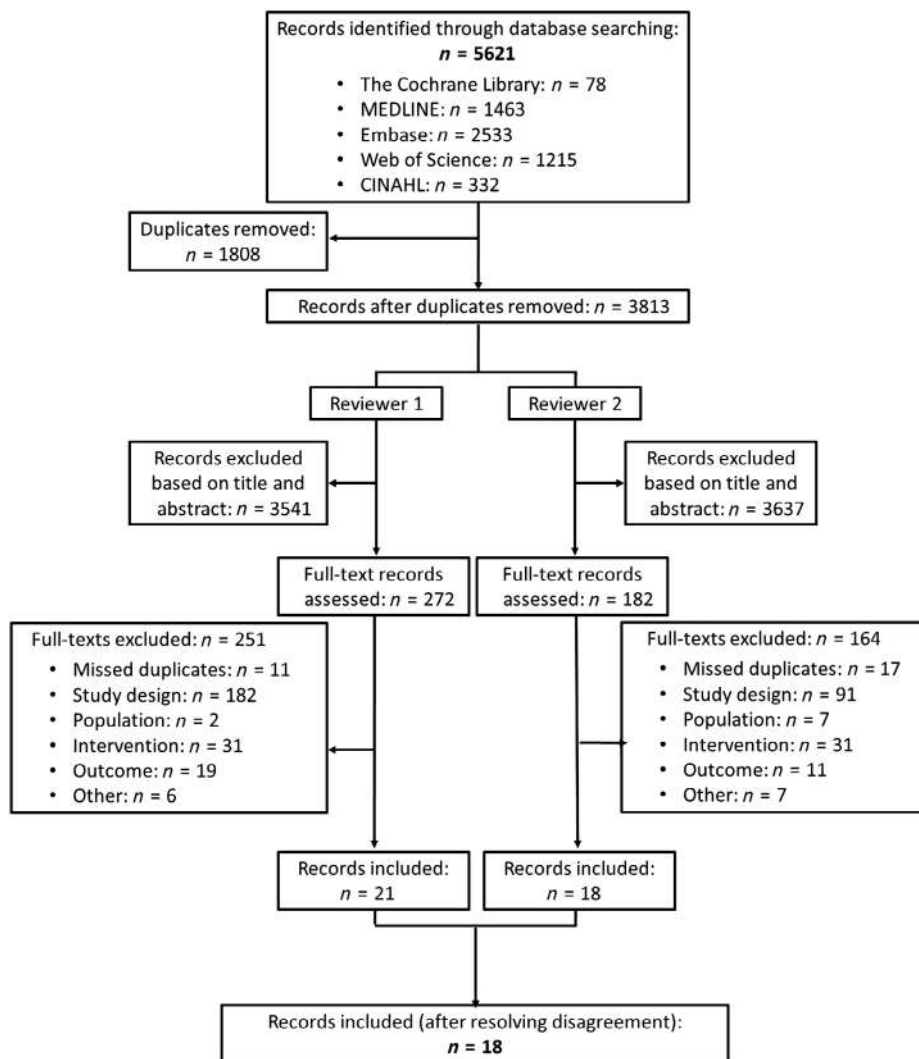 Records identified through database searching:
n = 5621
• The Cochrane Library: n = 78
• MEDLINE: n = 1463
• Embase: n = 2533
• Web of Science: n = 1215
• CINAHL: n = 332
Duplicates removed:
n = 1808
Records after duplicates removed: n = 3813
Reviewer 1
Reviewer 2
Records excluded
based on title and
abstract: n = 3541
Records excluded
based on title and
abstract: n = 3637
Full-text records
assessed: n = 272
Full-text records
assessed: n = 182
Full-texts excluded: n = 251
• Missed duplicates: n = 11
• Study design: n = 182
• Population: n = 2
• Intervention: n = 31
• Outcome: n = 19
• Other: n = 6
Full-texts excluded: n = 164
• Missed duplicates: n = 17
• Study design: n = 91
• Population: n = 7
• Intervention: n = 31
• Outcome: n = 11
• Other: n = 7
Records included:
n = 21
Records included:
n = 18
Records included (after resolving disagreement):
n = 18